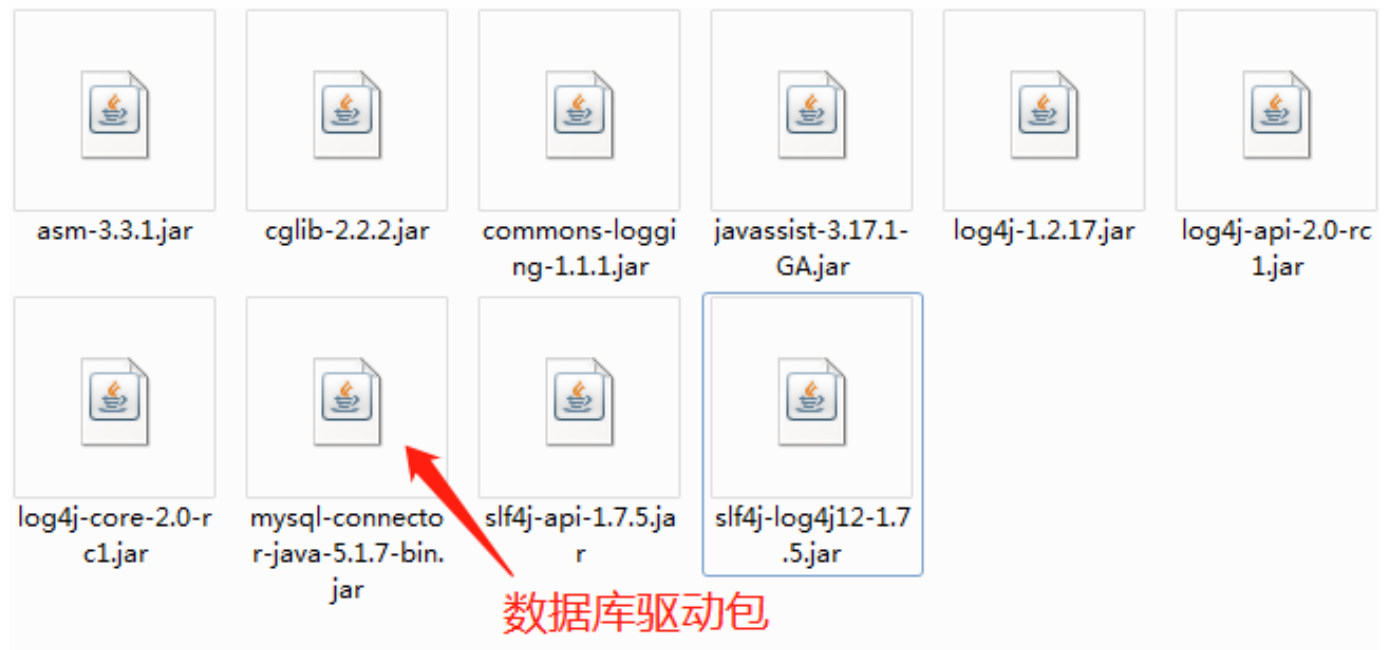 asm-3.3.1.jar
cglib-2.2.2.jar
commons-loggi
ng-1.1.1.jar
javassist-3.17.1-
GA.jar
log4j-1.2.17.jar
log4j-api-2.0-rc
1.jar
log4j-core-2.0-r
c1.jar
mysql-connecto
r-java-5.1.7-bin.
jar
slf4j-api-1.7.5.ja
r
slf4j-log4j12-1.7
.5.jar
数据库驱动包